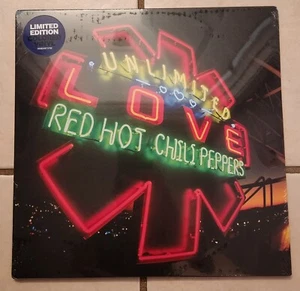 LIMITED
EDITION
UNLIMITED
LOVE
RED HOT CHILI PEPPERS